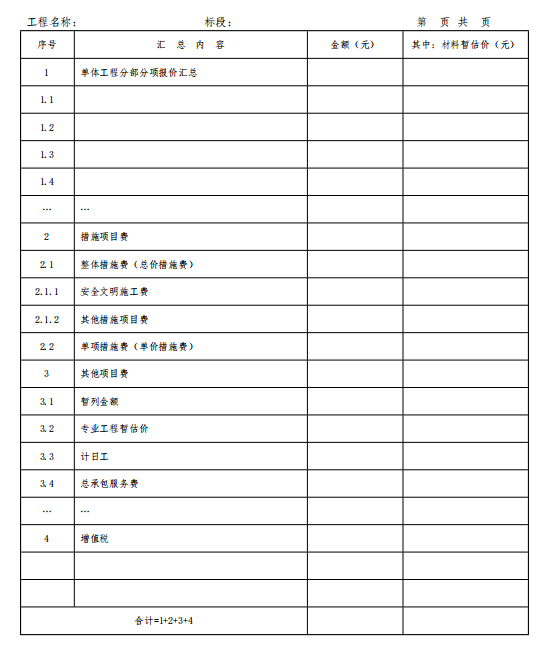 工程名称： 标段： 第 页 共 页
序号 汇 总 内 容 金额（元） 其中：材料暂估价（元）
1 单体工程分部分项报价汇总
1.1
1.2
1.3
1.4
… …
2 措施项目费
2.1 整体措施费（总价措施费）
2.1.1 安全文明施工费
2.1.2 其他措施项目费
2.2 单项措施费（单价措施费）
3 其他项目费
3.1 暂列金额
3.2 专业工程暂估价
3.3 计日工
3.4 总承包服务费
… …
4 增值税
合计=1+2+3+4